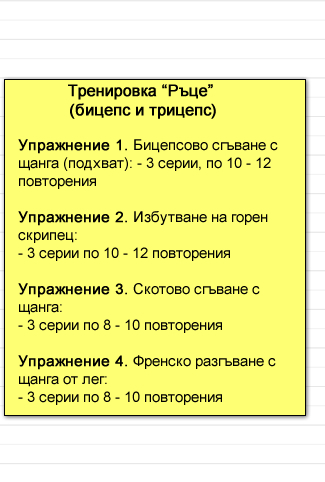 Тренировка “Ръце”
(бицепс и трицепс)
Упражнение 1. Бицепсово сгъване с
щанга (подхват): - 3 серии, по 10 - 12
повторения
Упражнение 2. Избутване на горен
скрипец:
- 3 серии по 10 - 12 повторения
Упражнение 3. Скотово сгъване с
щанга:
- 3 серии по 8 - 10 повторения
Упражнение 4. Френско разгъване с
щанга от лег:
- 3 серии по 8 - 10 повторения